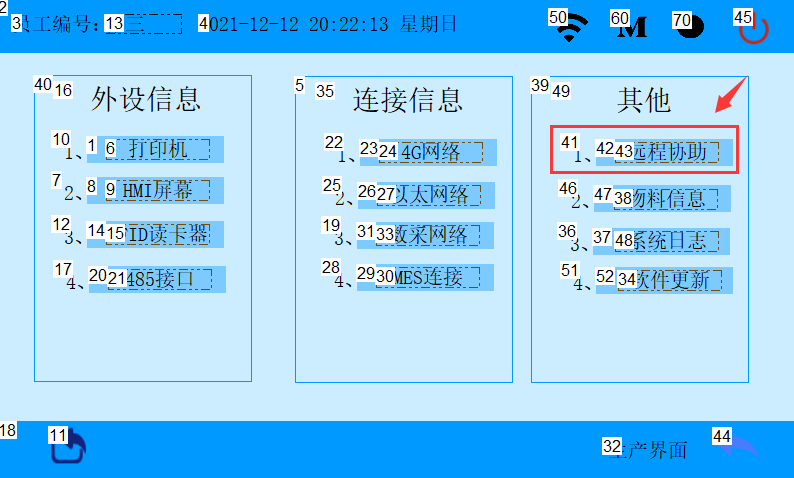 2
3 员工编号: 13 4 021-12-12 20:22:13 星期日 50 60 M 70 45
40 16 外设信息
10 1、 1 6 打印机
7 2、 8 9 HMI屏幕
12 3、 14 15 ID读卡器
17 4、 20 21 485接口
5 35 连接信息
22 1、 23 24 4G网络
25 2、 26 27 以太网络
19 3、 31 33 数采网络
28 4、 29 30 MES连接
39 49 其他
41 1、 42 43 远程协助
46 2、 47 38 物料信息
36 3、 37 48 系统日志
51 4、 52 34 软件更新
18 11 32 生产界面 44